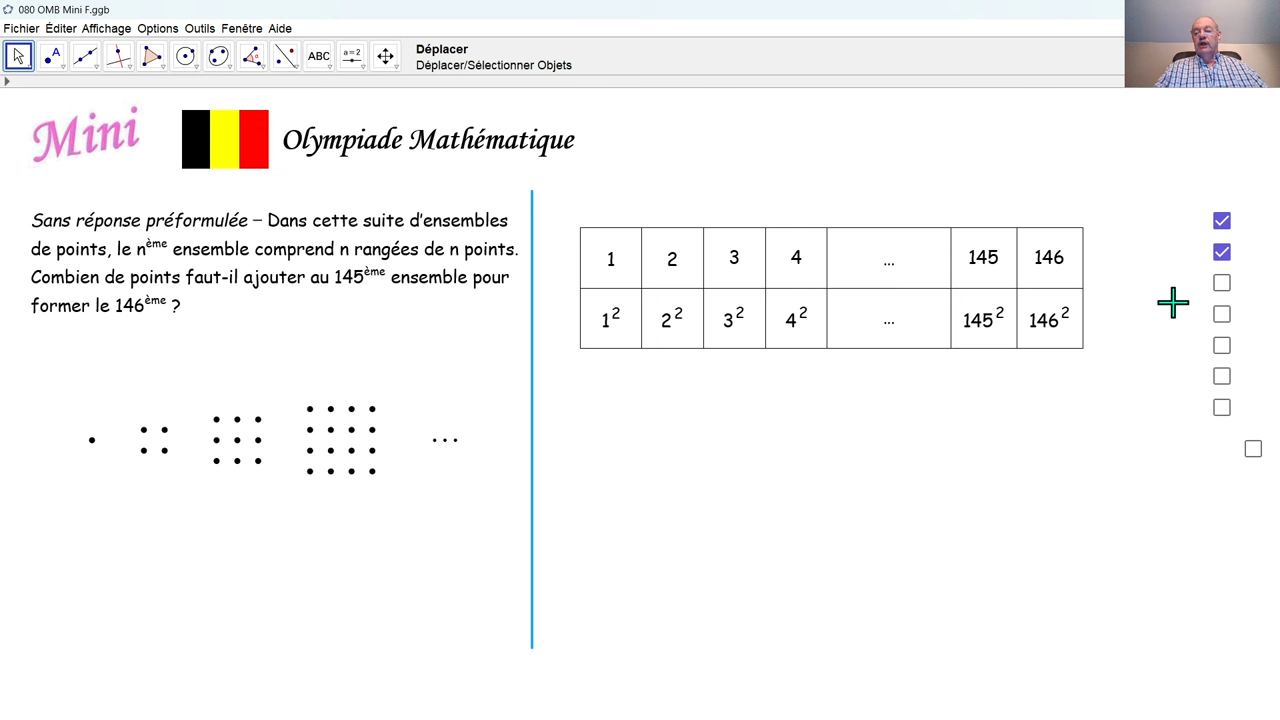 080 OMB Mini F.ggb
Fichier Éditer Affichage Options Outils Fenêtre Aide
A ABC a=2 Déplacer
Déplacer/Sélectionner Objets
Mini Olympiade Mathématique
Sans réponse préformulée – Dans cette suite d'ensembles
de points, le nème ensemble comprend n rangées de n points.
Combien de points faut-il ajouter au 145ème ensemble pour
former le 146ème ?
1 2 3 4 ... 145 146
1² 2² 3² 4² ... 145² 146²
...